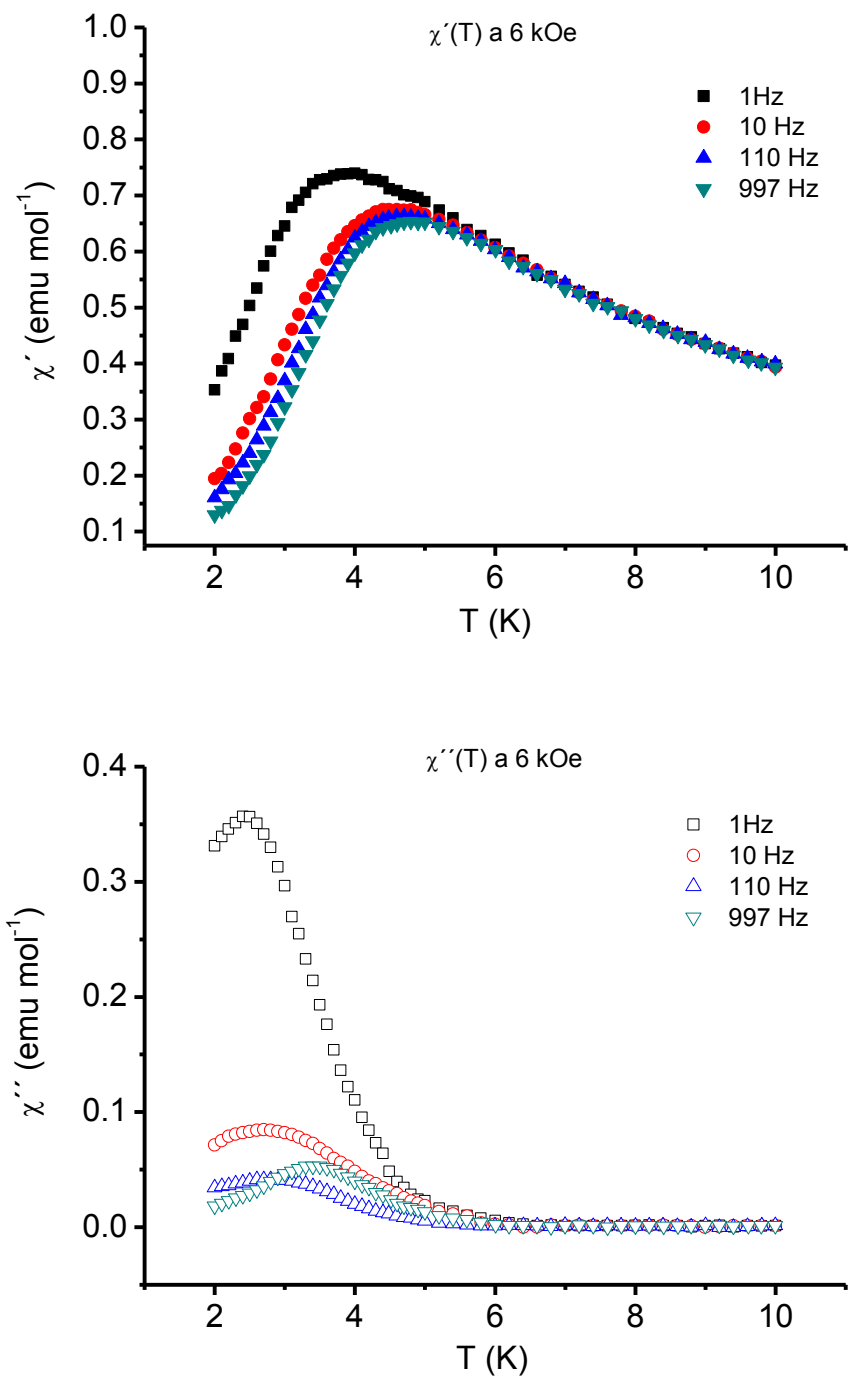 χ´(T) a 6 kOe
1.0
0.9
0.8
0.7
0.6
0.5
0.4
0.3
0.2
0.1
χ´ (emu mol⁻¹)
1Hz
10 Hz
110 Hz
997 Hz
2 4 6 8 10
T (K)
χ´´(T) a 6 kOe
0.4
0.3
0.2
0.1
0.0
χ´´ (emu mol⁻¹)
1Hz
10 Hz
110 Hz
997 Hz
2 4 6 8 10
T (K)